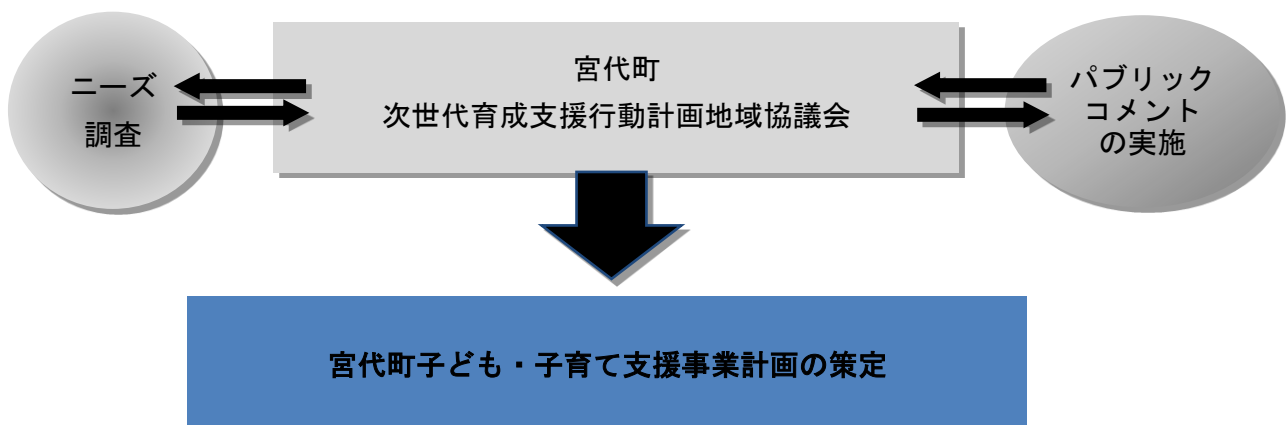 ニーズ
調査
宮代町
次世代育成支援行動計画地域協議会
パブリック
コメント
の実施
宮代町子ども・子育て支援事業計画の策定